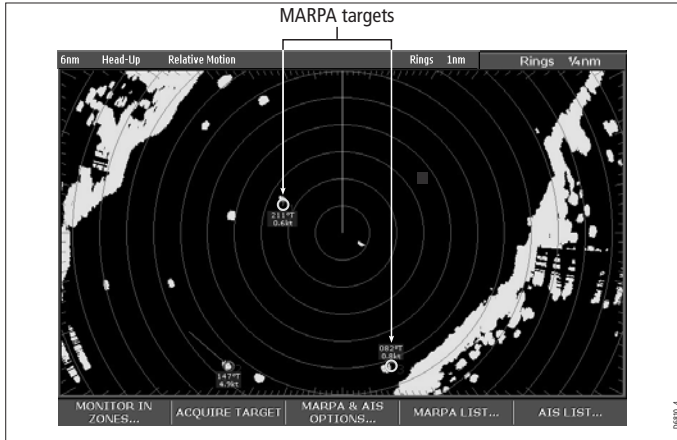 MARPA targets
6nm Head-Up Relative Motion Rings 1nm Rings ¼nm
211°T
0.6kt
082°T
0.8kt
147°T
4.9kt
MONITOR IN ZONES...
ACQUIRE TARGET
MARPA & AIS OPTIONS...
MARPA LIST...
AIS LIST...
D6810_4